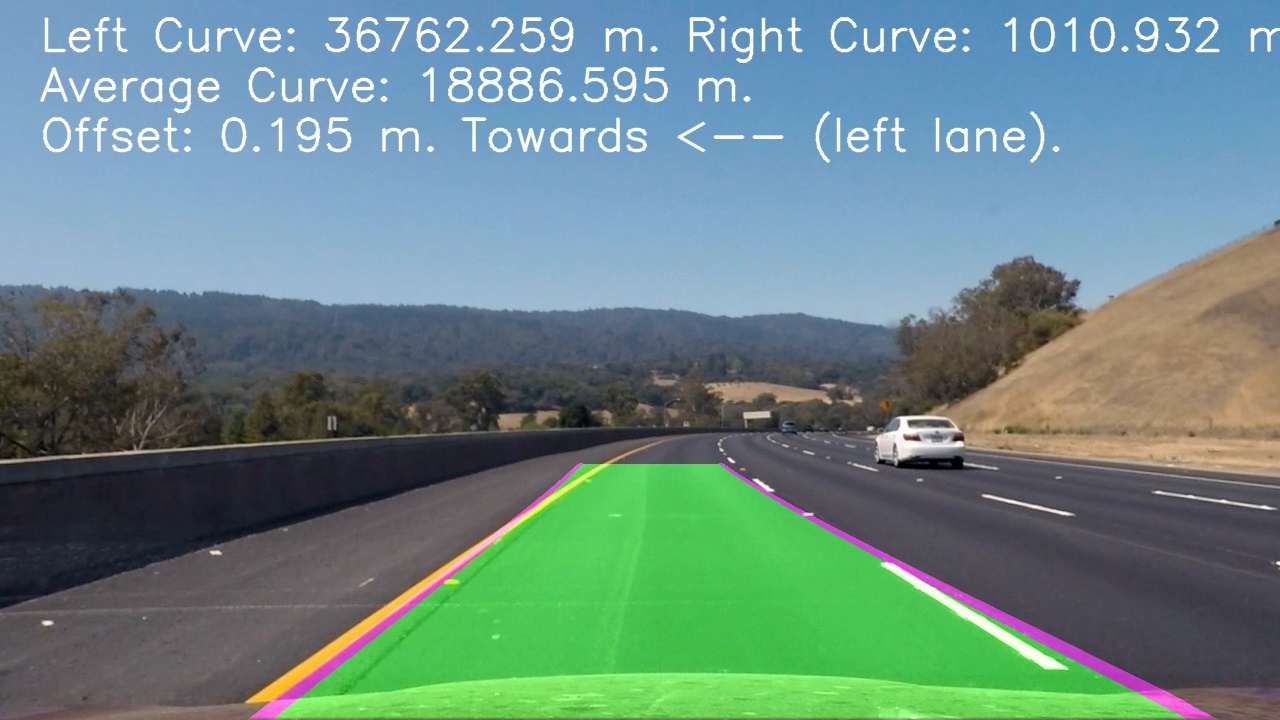 Left Curve: 36762.259 m. Right Curve: 1010.932 m
Average Curve: 18886.595 m.
Offset: 0.195 m. Towards <-- (left lane).